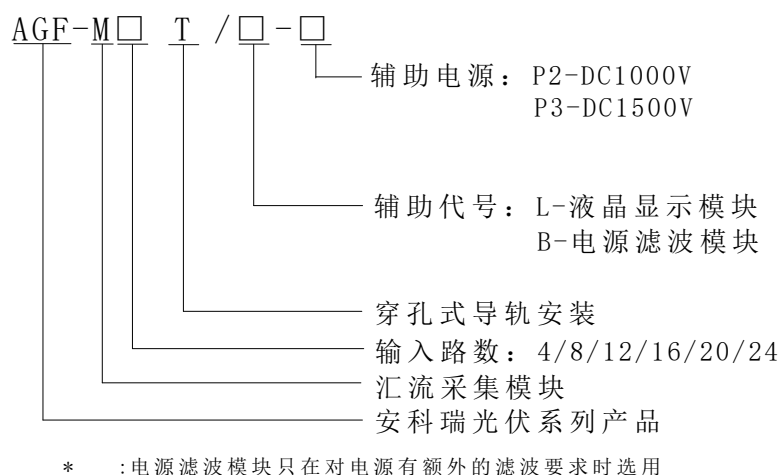 AGF-M□ T/□-□
辅助电源：P2-DC1000V
P3-DC1500V
辅助代号：L-液晶显示模块
B-电源滤波模块
穿孔式导轨安装
输入路数：4/8/12/16/20/24
汇流采集模块
安科瑞光伏系列产品
* :电源滤波模块只在对电源有额外的滤波要求时选用